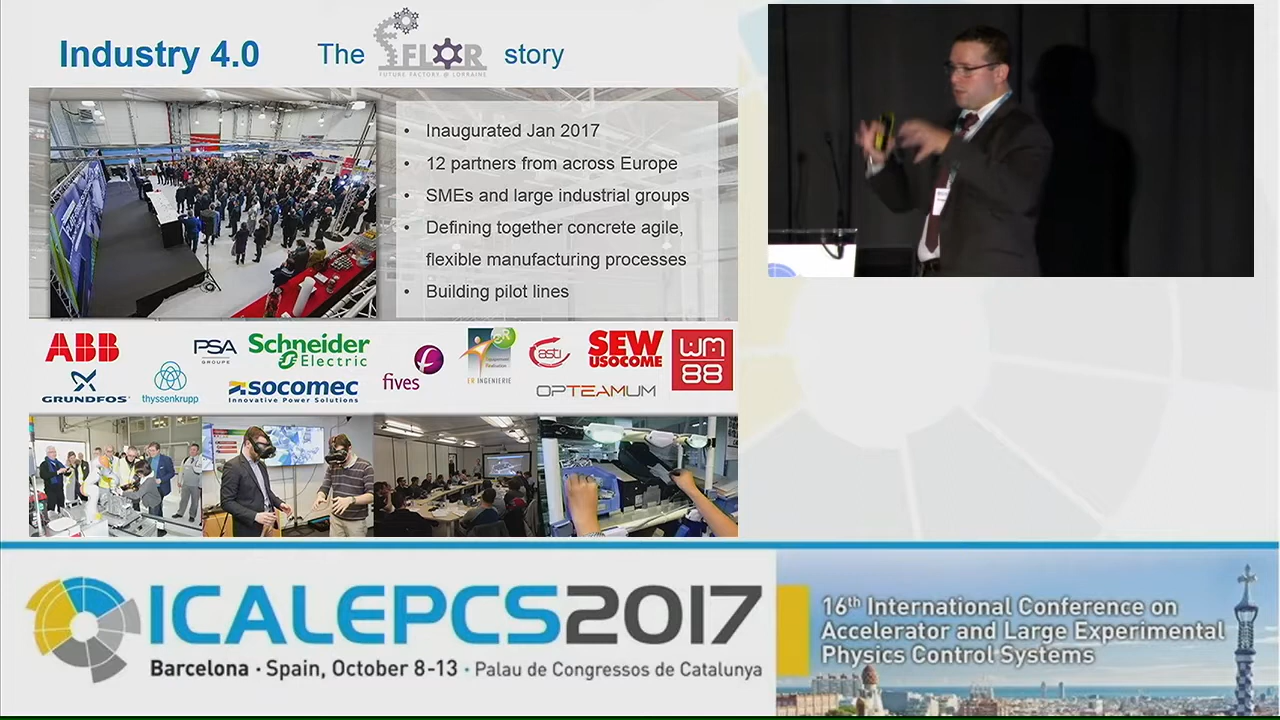 Industry 4.0 The FFLOR story
FUTURE FACTORY @ LORRAINE
• Inaugurated Jan 2017
• 12 partners from across Europe
• SMEs and large industrial groups
• Defining together concrete agile,
flexible manufacturing processes
• Building pilot lines
ABB
PSA
GROUPE
Schneider
Electric
fives
ER INGENIERIE
asti
SEW
USOCOME
WM
88
GRUNDFOS
thyssenkrupp
socomec
Innovative Power Solutions
OPTEAMUM
ICALEPCS2017
Barcelona · Spain, October 8-13 · Palau de Congressos de Catalunya
16th International Conference on
Accelerator and Large Experimental
Physics Control Systems